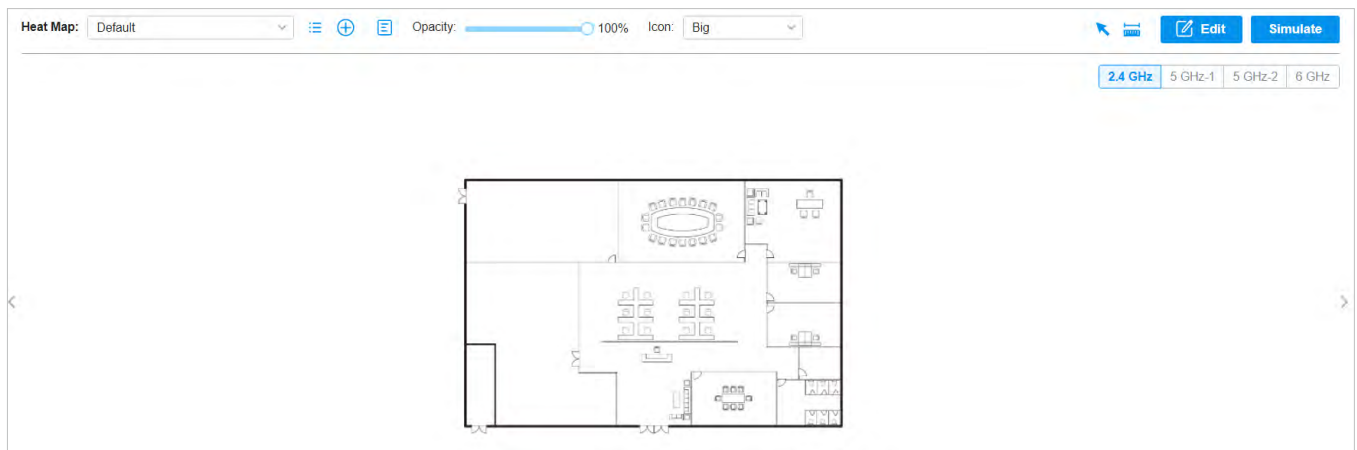 Heat Map: Default Opacity: 100% Icon: Big Edit Simulate
2.4 GHz 5 GHz-1 5 GHz-2 6 GHz